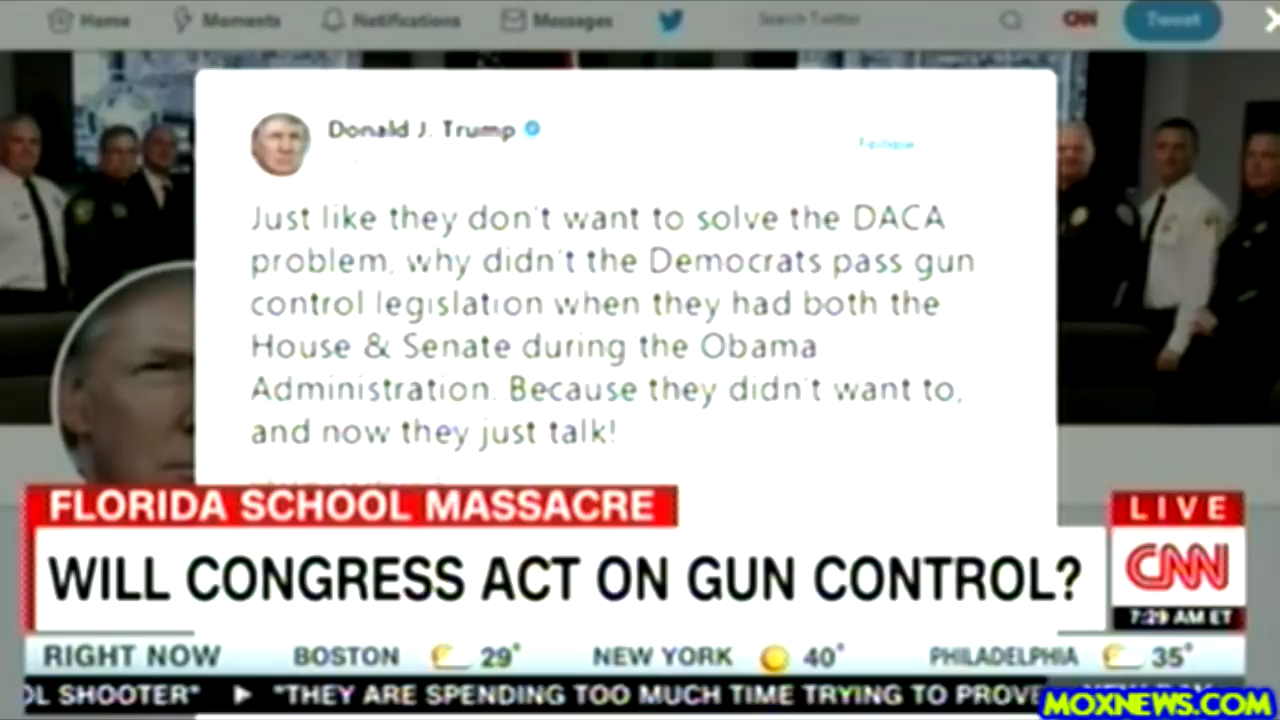 Home Moments Notifications Messages Search Twitter CNN Tweet
Donald J. Trump
Just like they don't want to solve the DACA
problem, why didn't the Democrats pass gun
control legislation when they had both the
House & Senate during the Obama
Administration. Because they didn't want to,
and now they just talk!
FLORIDA SCHOOL MASSACRE
LIVE
WILL CONGRESS ACT ON GUN CONTROL?
CNN
7:29 AM ET
RIGHT NOW BOSTON 29° NEW YORK 40° PHILADELPHIA 35°
OL SHOOTER" ▶ "THEY ARE SPENDING TOO MUCH TIME TRYING TO PROVE
MOXNEWS.COM